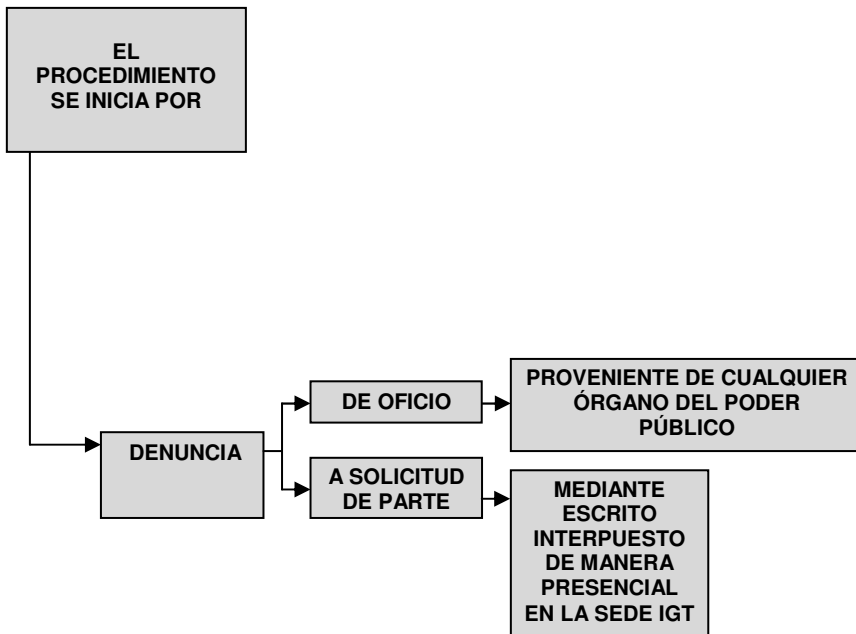 EL
PROCEDIMIENTO
SE INICIA POR
DENUNCIA
DE OFICIO
PROVENIENTE DE CUALQUIER
ÓRGANO DEL PODER
PÚBLICO
A SOLICITUD
DE PARTE
MEDIANTE
ESCRITO
INTERPUESTO
DE MANERA
PRESENCIAL
EN LA SEDE IGT